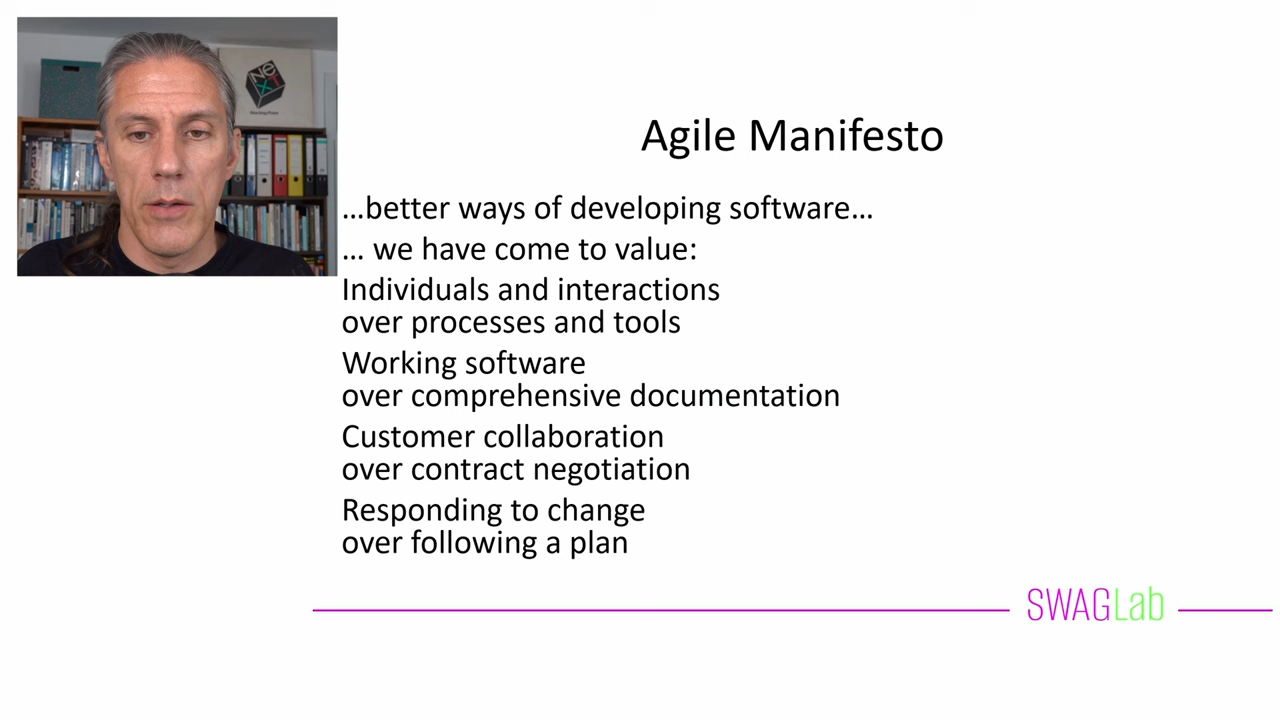 NeXT
Agile Manifesto
...better ways of developing software...
... we have come to value:
Individuals and interactions
over processes and tools
Working software
over comprehensive documentation
Customer collaboration
over contract negotiation
Responding to change
over following a plan
SWAGLab